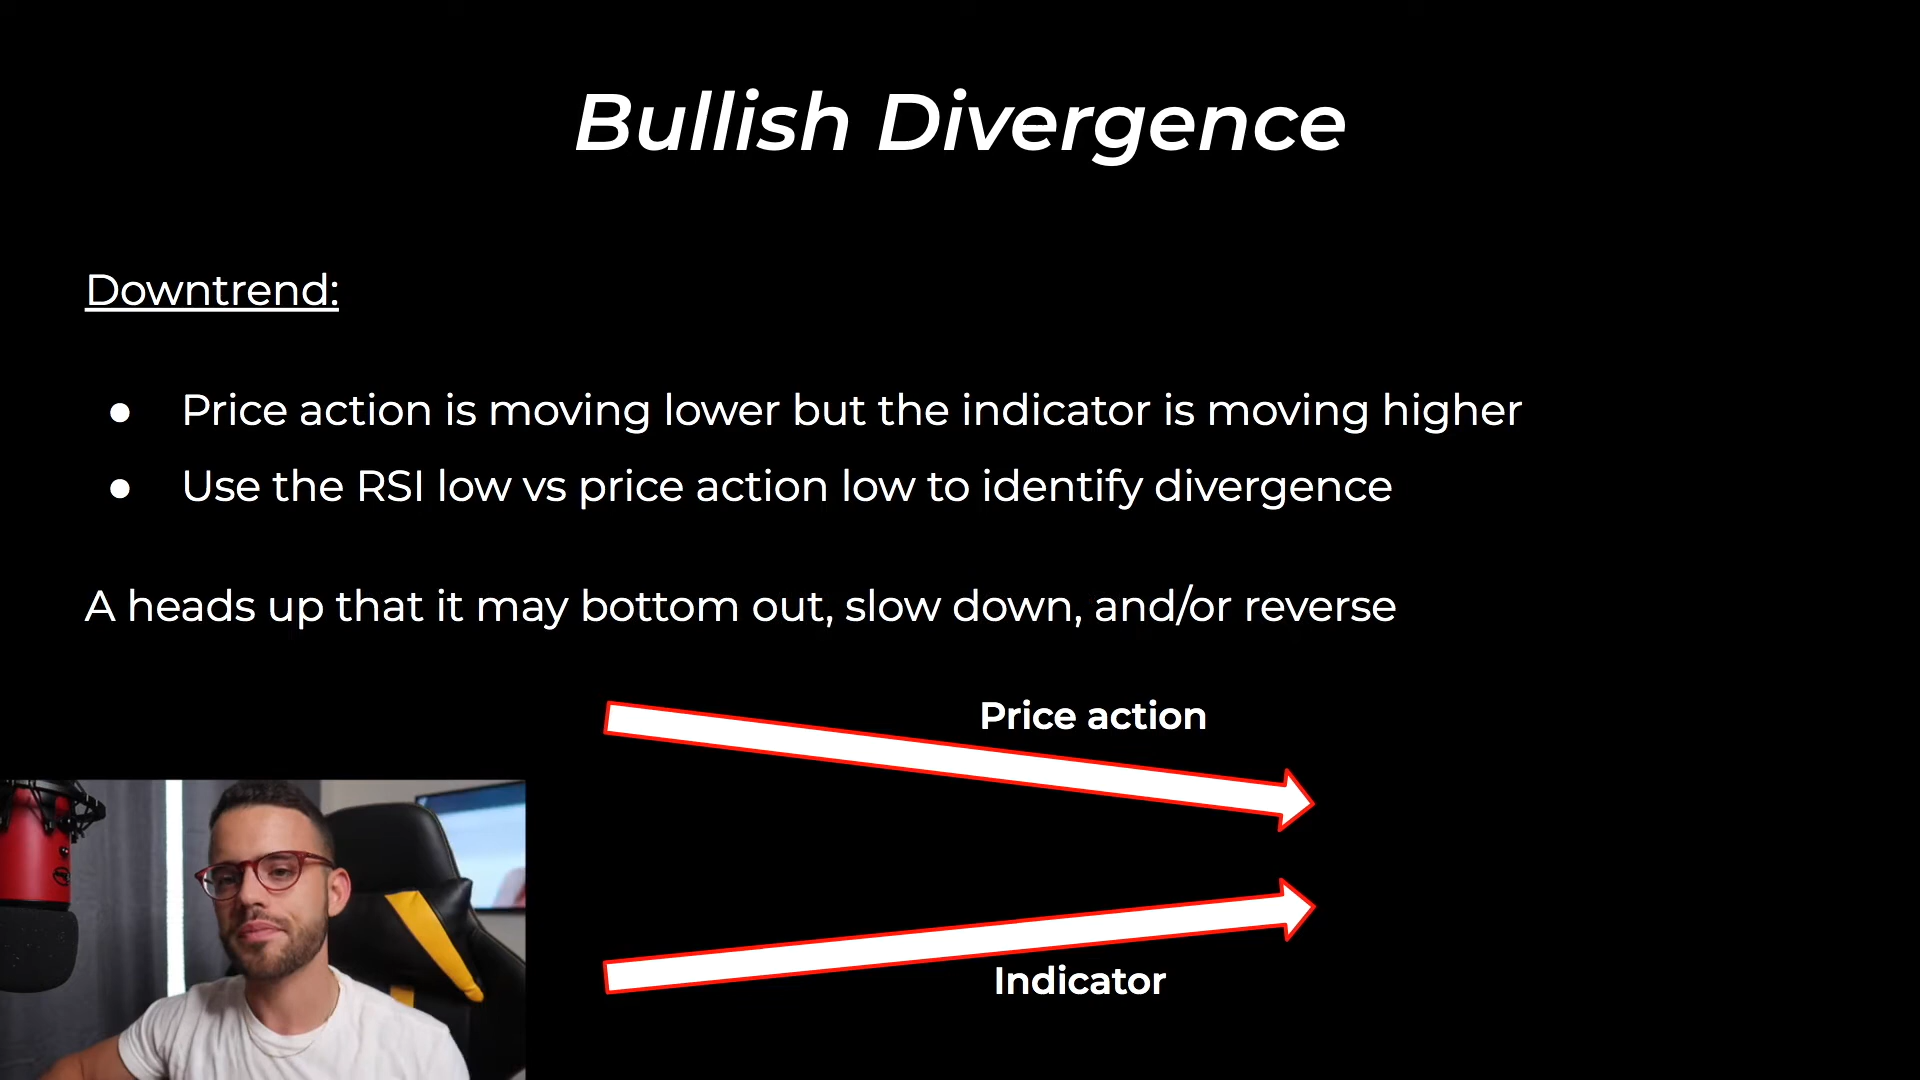 Bullish Divergence
Downtrend:
● Price action is moving lower but the indicator is moving higher
● Use the RSI low vs price action low to identify divergence
A heads up that it may bottom out, slow down, and/or reverse
Price action
Indicator